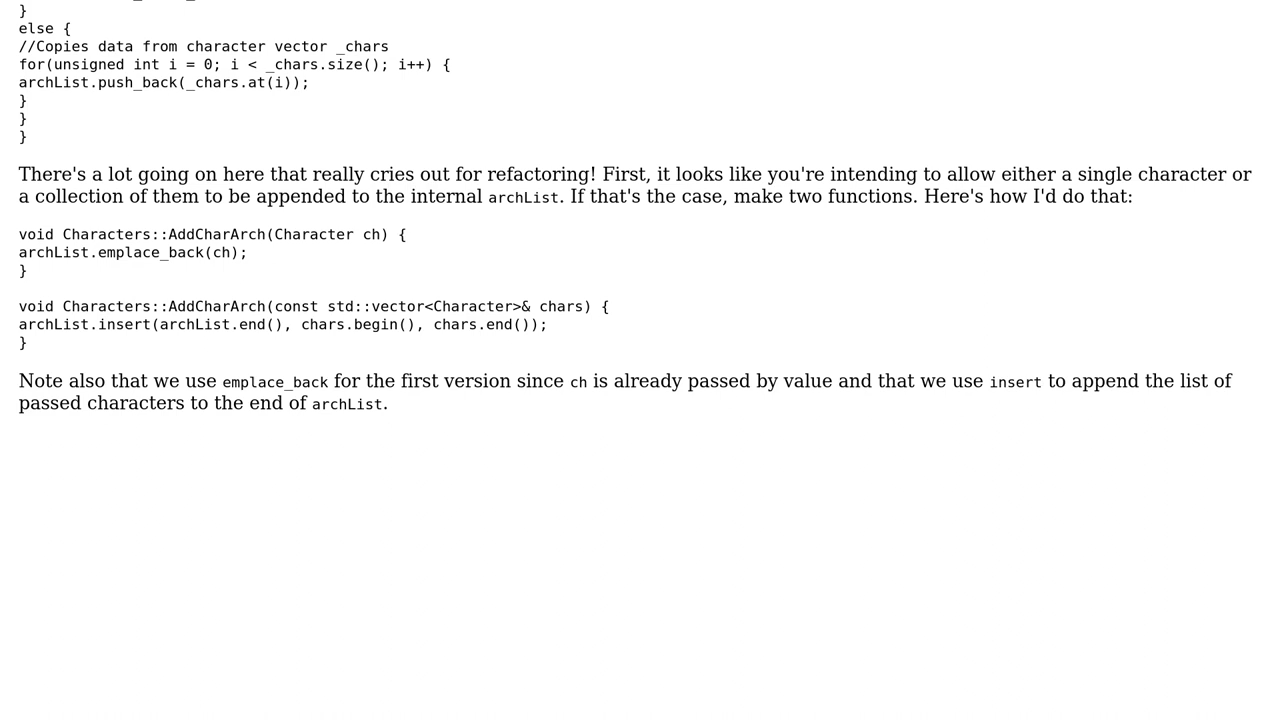 }
else {
//Copies data from character vector _chars
for(unsigned int i = 0; i < _chars.size(); i++) {
archList.push_back(_chars.at(i));
}
}
}
There's a lot going on here that really cries out for refactoring! First, it looks like you're intending to allow either a single character or
a collection of them to be appended to the internal archList. If that's the case, make two functions. Here's how I'd do that:
void Characters::AddCharArch(Character ch) {
archList.emplace_back(ch);
}
void Characters::AddCharArch(const std::vector<Character>& chars) {
archList.insert(archList.end(), chars.begin(), chars.end());
}
Note also that we use emplace_back for the first version since ch is already passed by value and that we use insert to append the list of
passed characters to the end of archList.